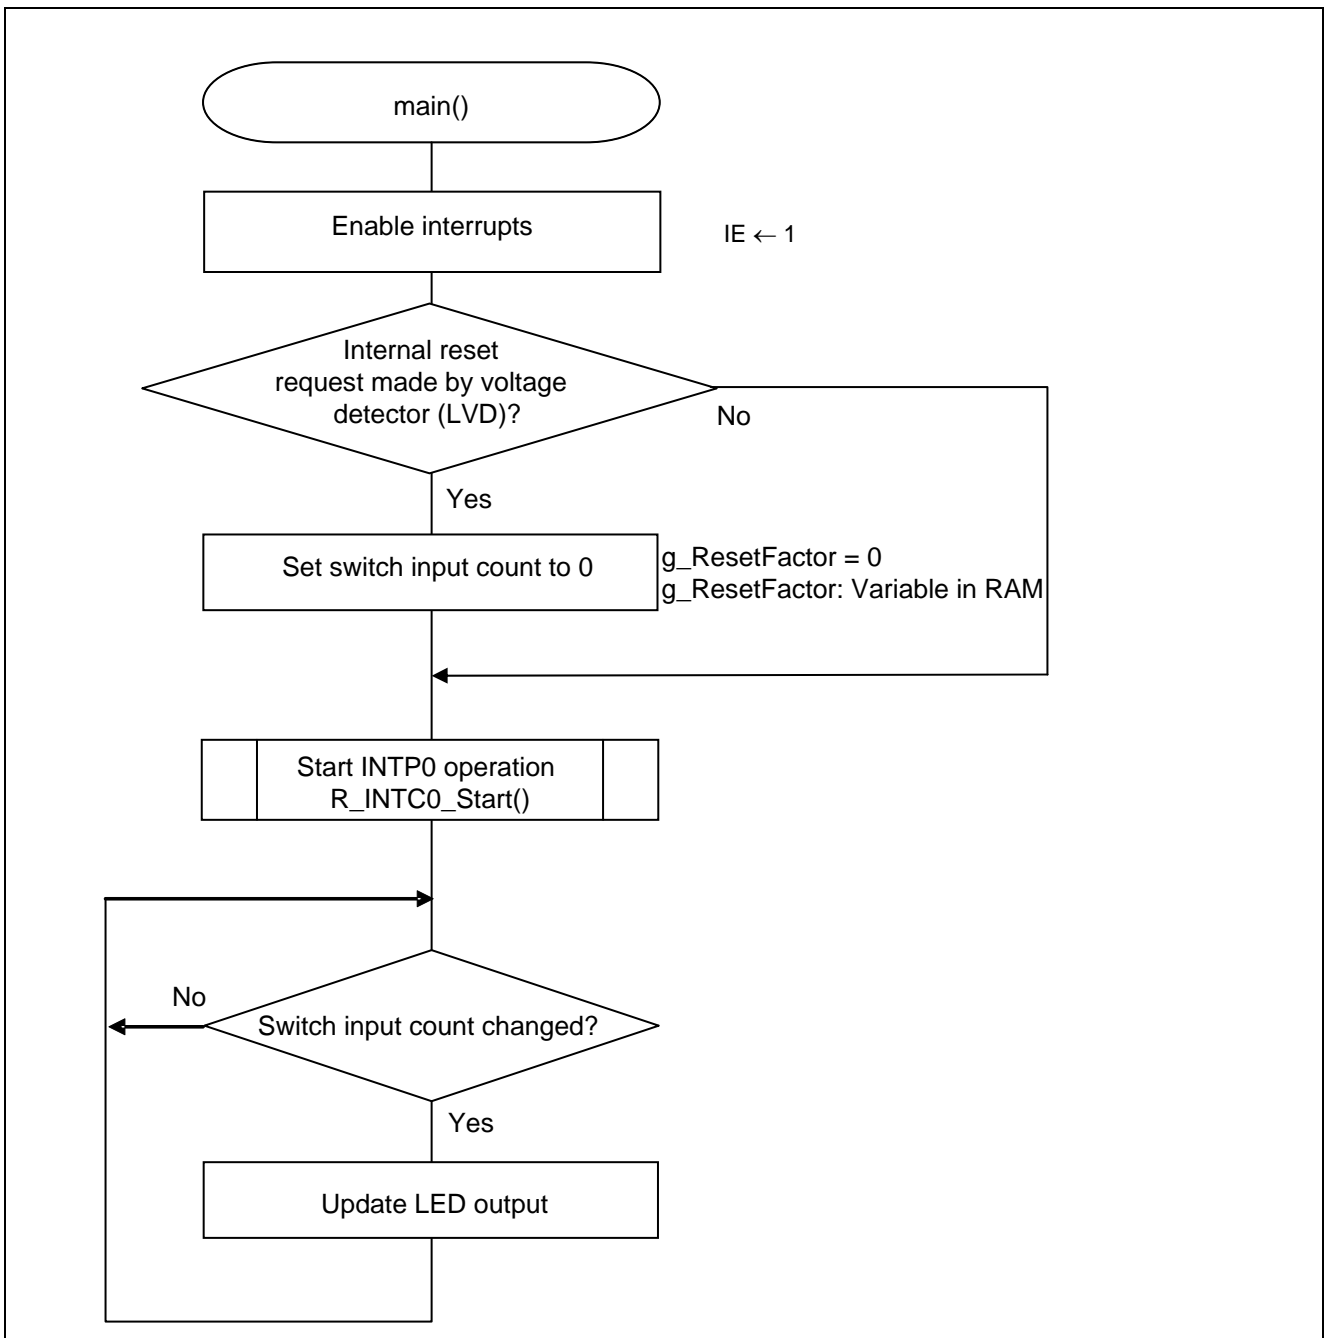 main()
Enable interrupts
IE ← 1
Internal reset
request made by voltage
detector (LVD)?
No
Yes
Set switch input count to 0
g_ResetFactor = 0
g_ResetFactor: Variable in RAM
Start INTP0 operation
R_INTC0_Start()
No
Switch input count changed?
Yes
Update LED output